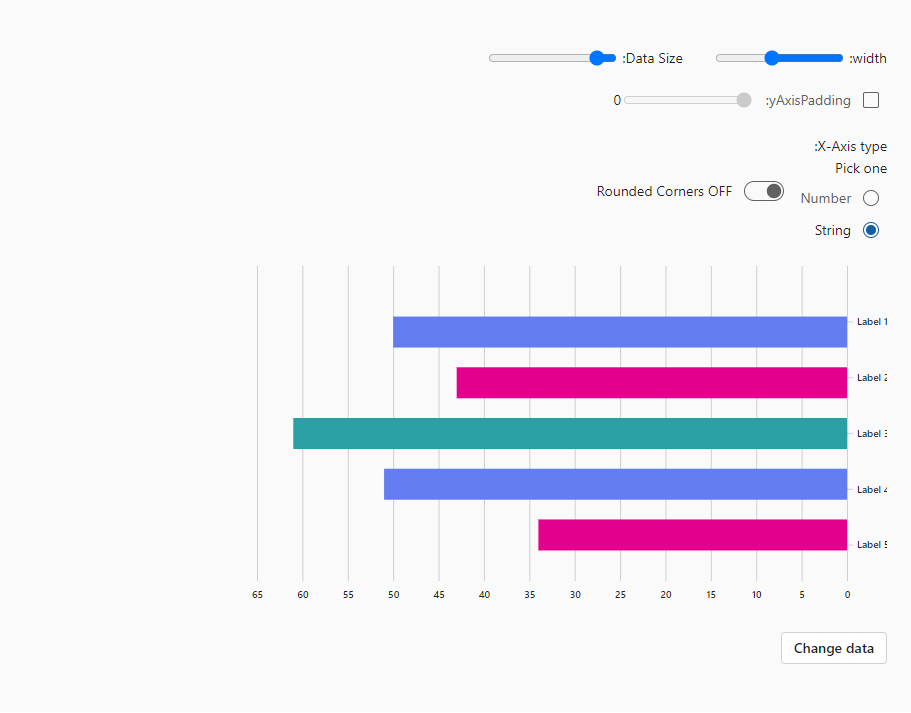 width:
Data Size:
yAxisPadding:
0
X-Axis type:
Pick one
Number
Rounded Corners OFF
String
Label 1
Label 2
Label 3
Label 4
Label 5
65 60 55 50 45 40 35 30 25 20 15 10 5 0
Change data